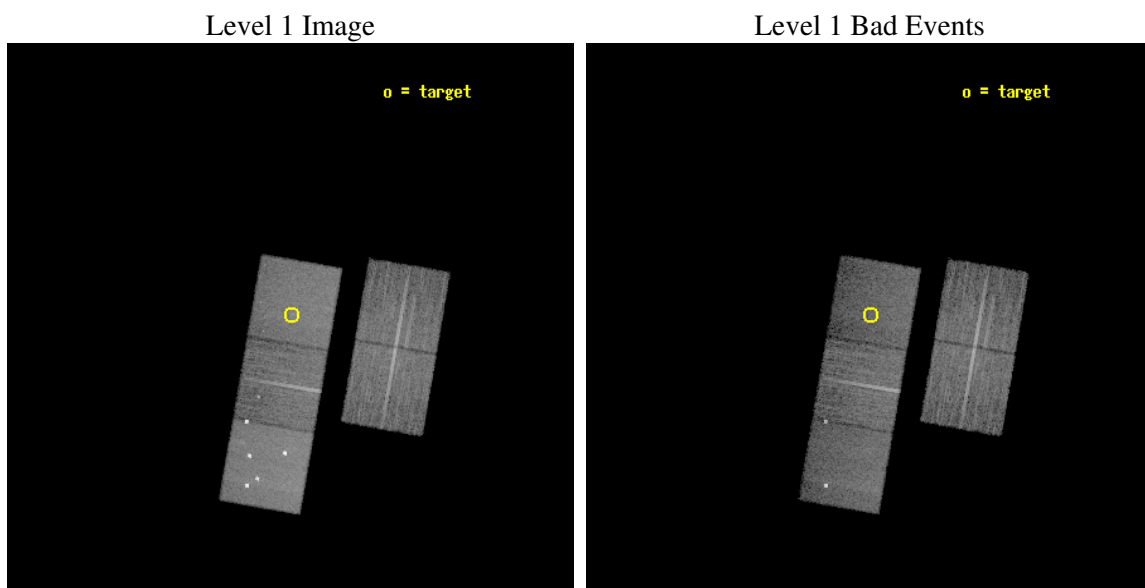 Level 1 Image
Level 1 Bad Events
o = target
o = target